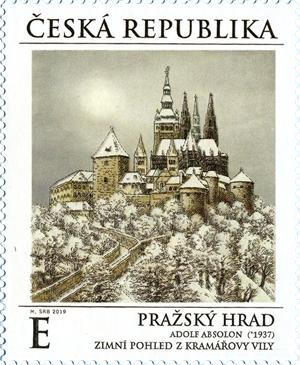 ČESKÁ REPUBLIKA
M. SRB 2019
E
PRAŽSKÝ HRAD
ADOLF ABSOLON (*1937)
ZIMNÍ POHLED Z KRAMÁŘOVY VILY